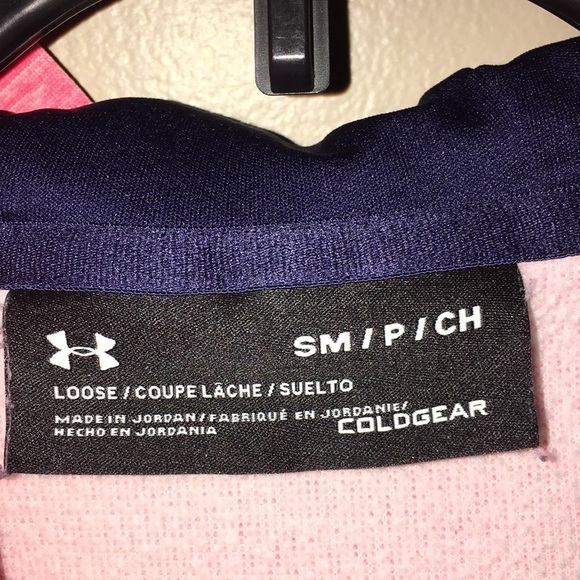 SM / P / CH
LOOSE / COUPE LÂCHE / SUELTO
MADE IN JORDAN / FABRIQUÉ EN JORDANIE /
HECHO EN JORDANIA
COLDGEAR